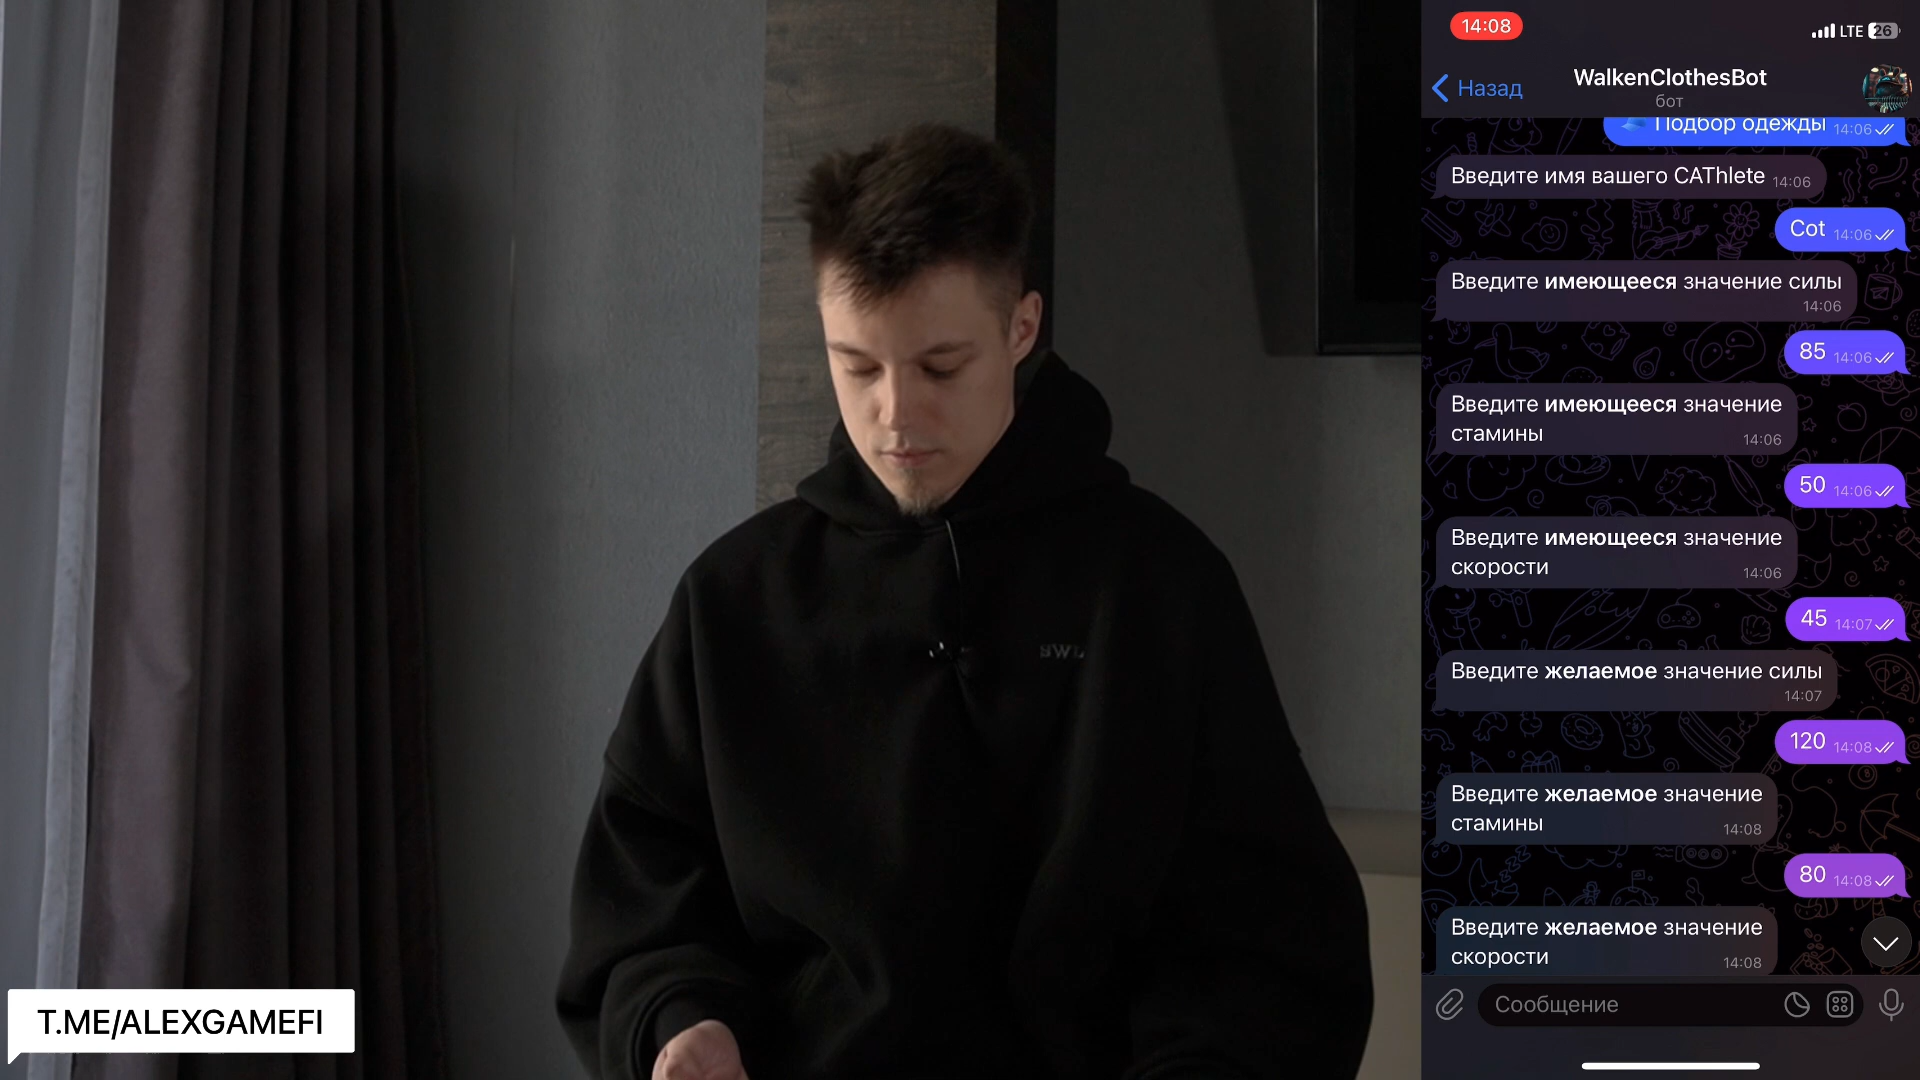 14:08
LTE 26
Назад
WalkenClothesBot
бот
Подбор одежды 14:06
Введите имя вашего CAThlete 14:06
Cot 14:06
Введите имеющееся значение силы
14:06
85 14:06
Введите имеющееся значение
стамины 14:06
50 14:06
Введите имеющееся значение
скорости 14:06
45 14:07
Введите желаемое значение силы
14:07
120 14:08
Введите желаемое значение
стамины 14:08
80 14:08
Введите желаемое значение
скорости 14:08
Сообщение
SWL
T.ME/ALEXGAMEFI